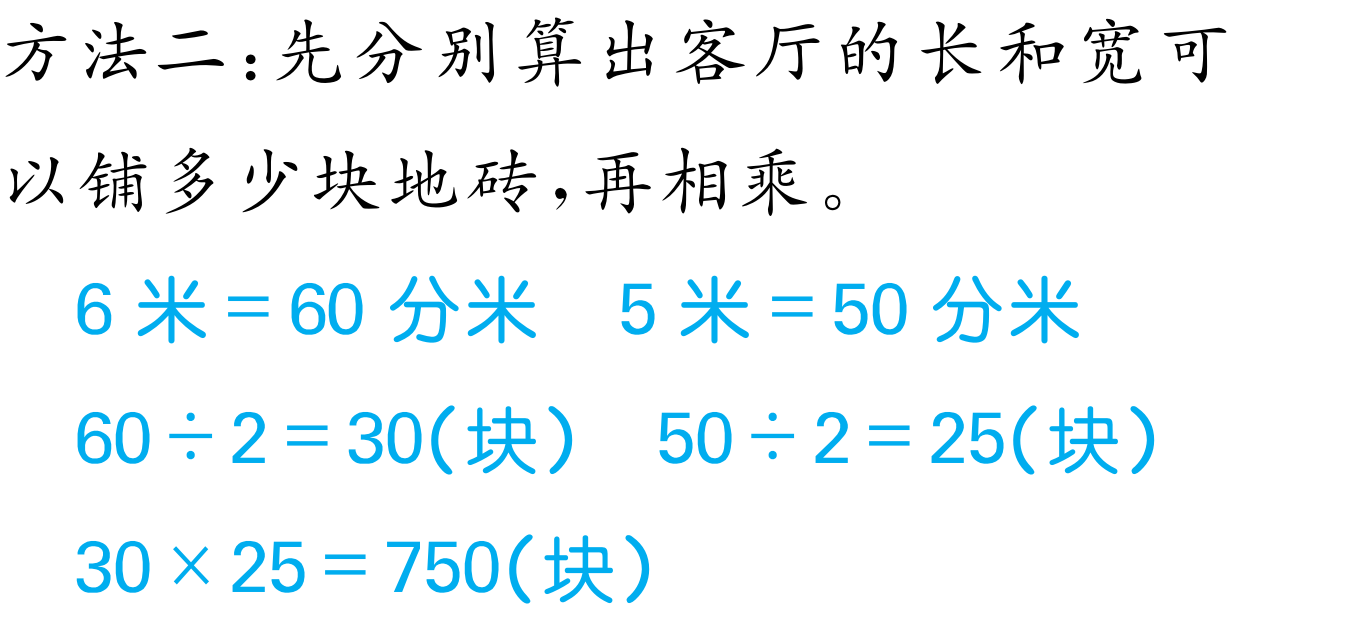 方法二:先分别算出客厅的长和宽可
以铺多少块地砖,再相乘。
6 米=60 分米 5 米=50 分米
60÷2=30(块) 50÷2=25(块)
30×25=750(块)